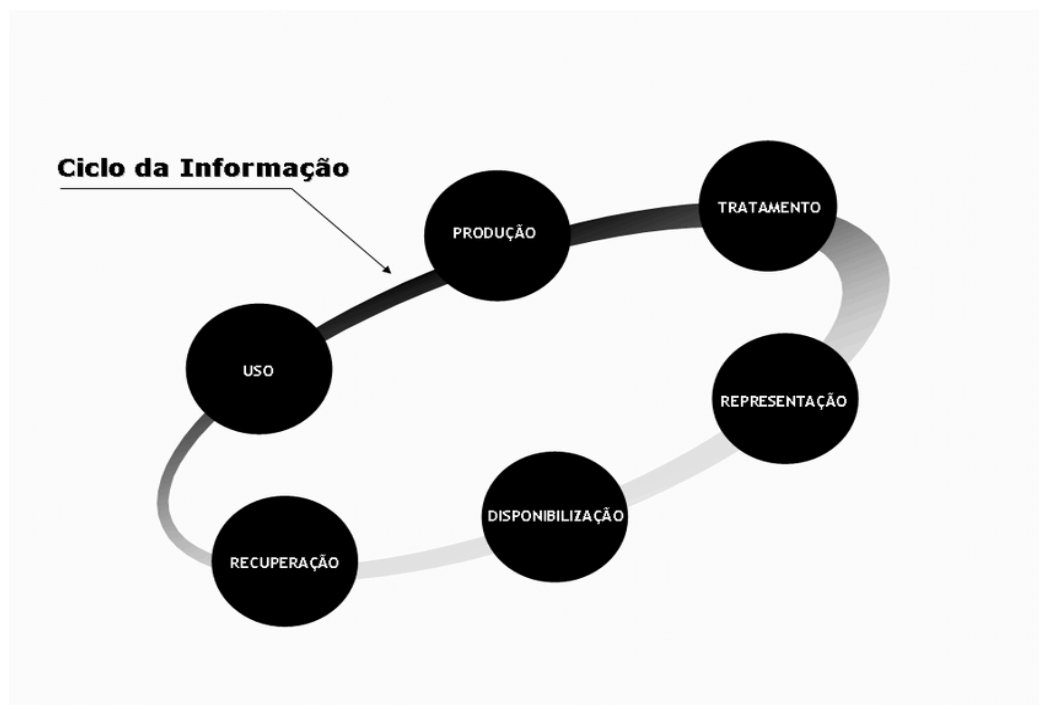 Ciclo da Informação
PRODUÇÃO
TRATAMENTO
REPRESENTAÇÃO
DISPONIBILIZAÇÃO
RECUPERAÇÃO
USO